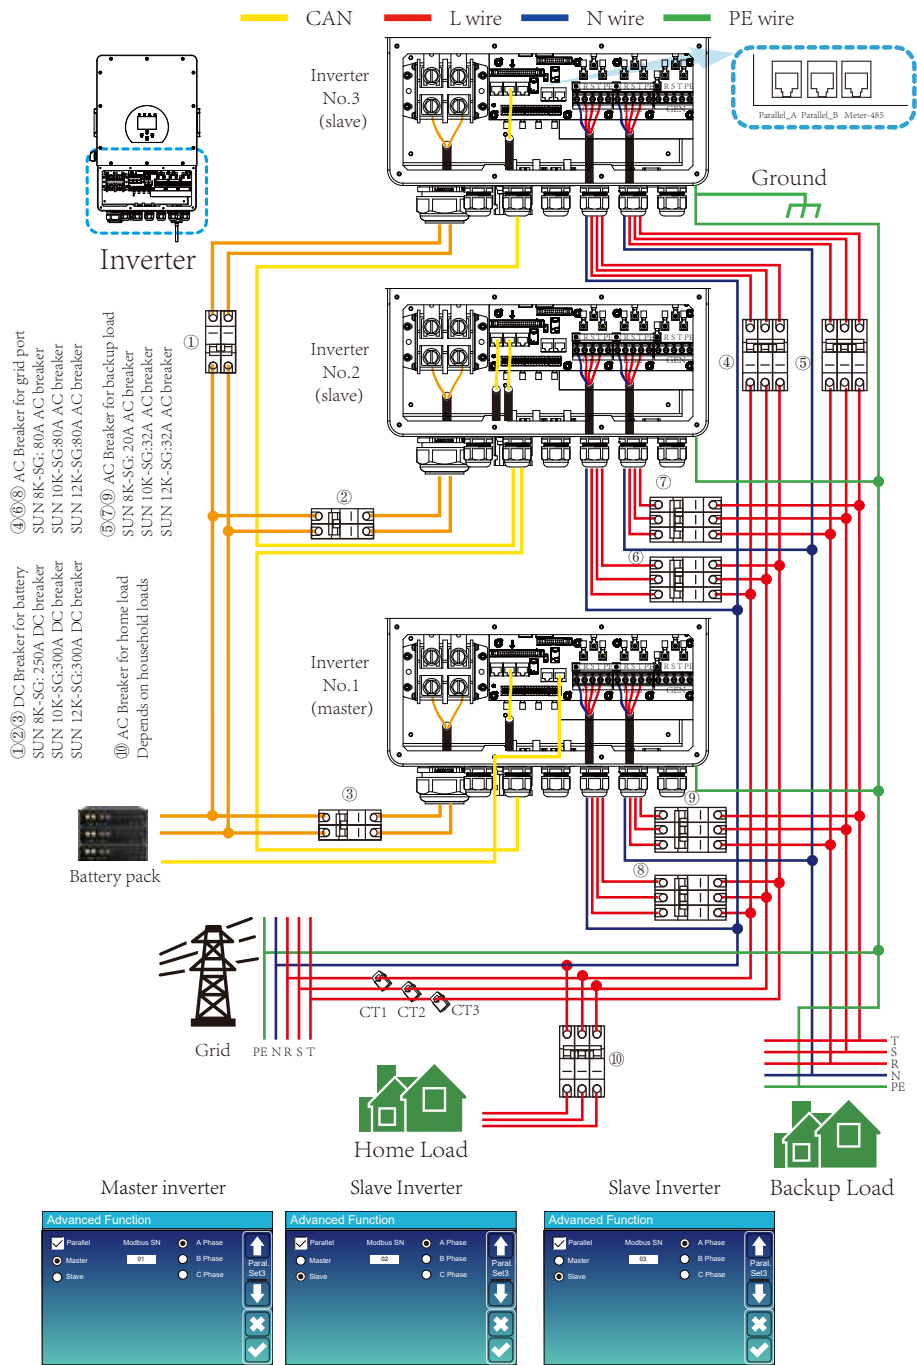 CAN
L wire
N wire
PE wire
Inverter
No.3
(slave)
R S T
R S T
R S T PE
GEN
Parallel_A Parallel_B Meter-485
Ground
Inverter
①
Inverter
No.2
(slave)
R S T PE
④
⑤
④⑥⑧ AC Breaker for grid port
SUN 8K-SG: 80A AC breaker
SUN 10K-SG:80A AC breaker
SUN 12K-SG:80A AC breaker
⑤⑦⑨ AC Breaker for backup load
SUN 8K-SG: 20A AC breaker
SUN 10K-SG:32A AC breaker
SUN 12K-SG:32A AC breaker
②
⑦
⑥
①②③ DC Breaker for battery
SUN 8K-SG: 250A DC breaker
SUN 10K-SG:300A DC breaker
SUN 12K-SG:300A DC breaker
⑩ AC Breaker for home load
Depends on household loads
Inverter
No.1
(master)
R S T PE
GEN
③
⑨
⑧
Battery pack
CT1
CT2
CT3
Grid
PE N R S T
⑩
T
S
R
N
PE
Home Load
Backup Load
Master inverter
Advanced Function
Parallel
Modbus SN
A Phase
Master
01
B Phase
Slave
C Phase
Paral.
Set3
Slave Inverter
Advanced Function
Parallel
Modbus SN
A Phase
Master
02
B Phase
Slave
C Phase
Paral.
Set3
Slave Inverter
Advanced Function
Parallel
Modbus SN
A Phase
Master
03
B Phase
Slave
C Phase
Paral.
Set3